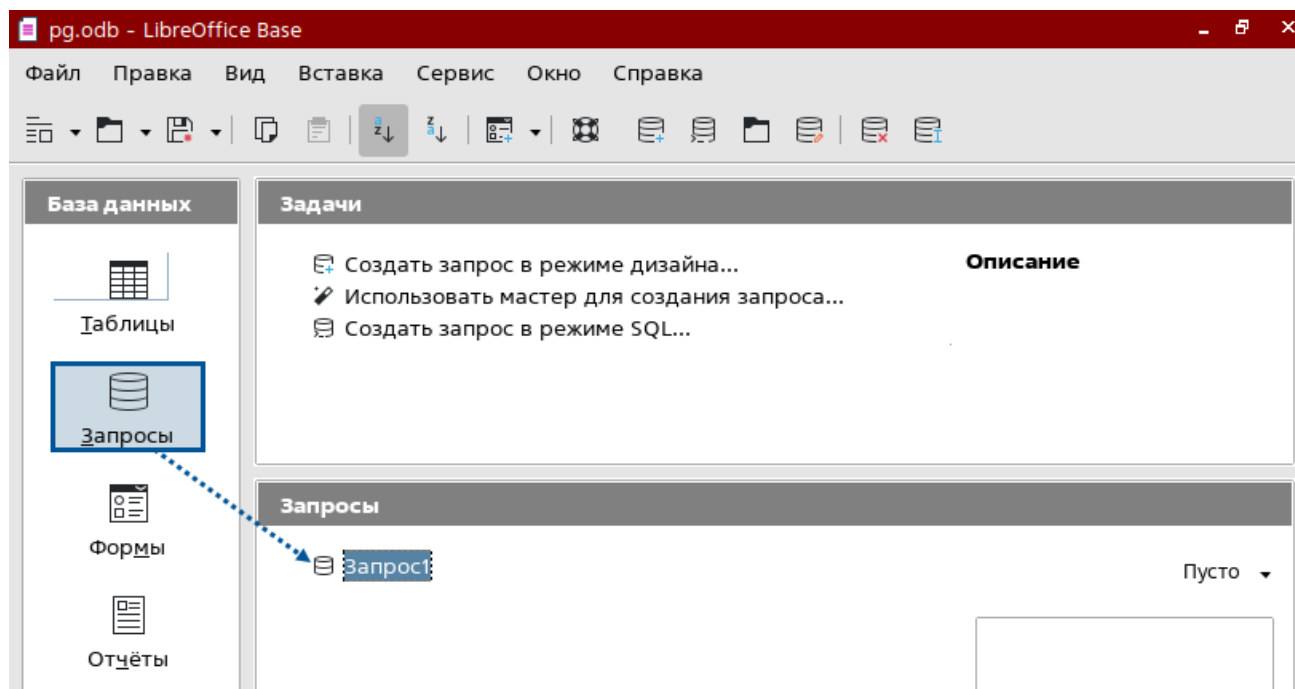 pg.odb – LibreOffice Base
Файл Правка Вид Вставка Сервис Окно Справка
База данных
Таблицы
Запросы
Формы
Отчёты
Задачи
Создать запрос в режиме дизайна...
Использовать мастер для создания запроса...
Создать запрос в режиме SQL...
Описание
Запросы
Запрос1
Пусто